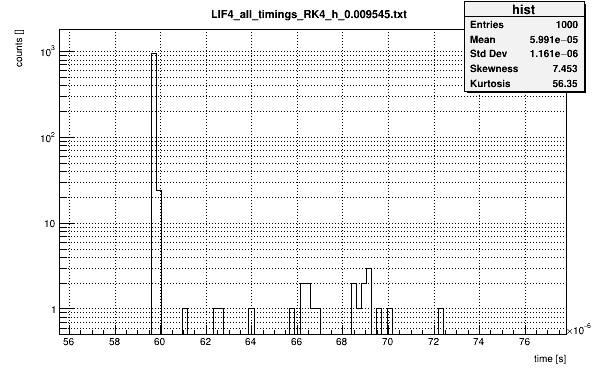 LIF4_all_timings_RK4_h_0.009545.txt
hist
Entries 1000
Mean 5.991e−05
Std Dev 1.161e−06
Skewness 7.453
Kurtosis 56.35
counts []
10³
10²
10
1
56 58 60 62 64 66 68 70 72 74 76
×10⁻⁶
time [s]